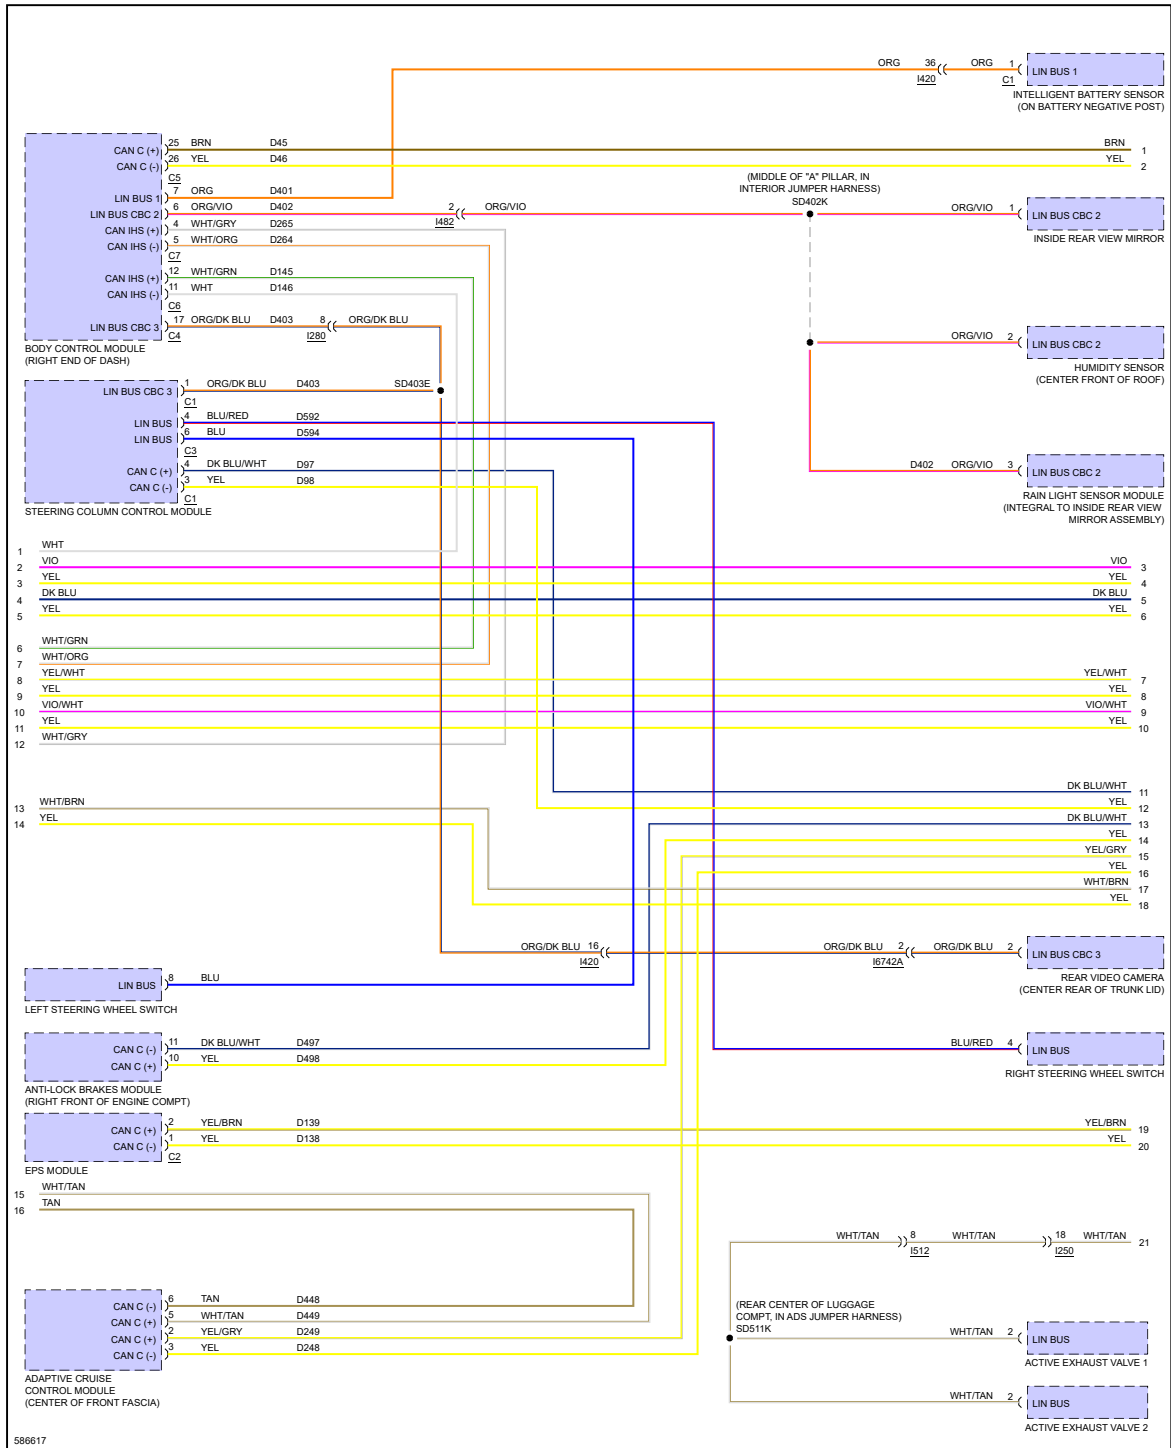 ORG 36 ORG 1 LIN BUS 1
I420 C1
INTELLIGENT BATTERY SENSOR
(ON BATTERY NEGATIVE POST)
CAN C (+) 25 BRN D45 BRN 1
CAN C (-) 26 YEL D46 YEL 2
C5
LIN BUS 1 7 ORG D401
LIN BUS CBC 2 6 ORG/VIO D402 2 ORG/VIO
I482
(MIDDLE OF "A" PILLAR, IN
INTERIOR JUMPER HARNESS)
SD402K
ORG/VIO 1 LIN BUS CBC 2
INSIDE REAR VIEW MIRROR
CAN IHS (+) 4 WHT/GRY D265
CAN IHS (-) 5 WHT/ORG D264
C7
CAN IHS (+) 12 WHT/GRN D145
CAN IHS (-) 11 WHT D146
C6
LIN BUS CBC 3 17 ORG/DK BLU D403 8 ORG/DK BLU
C4 I280
BODY CONTROL MODULE
(RIGHT END OF DASH)
ORG/VIO 2 LIN BUS CBC 2
HUMIDITY SENSOR
(CENTER FRONT OF ROOF)
LIN BUS CBC 3 1 ORG/DK BLU D403 SD403E
C1
LIN BUS 4 BLU/RED D592
LIN BUS 6 BLU D594
C3
CAN C (+) 4 DK BLU/WHT D97
CAN C (-) 3 YEL D98
C1
STEERING COLUMN CONTROL MODULE
D402 ORG/VIO 3 LIN BUS CBC 2
RAIN LIGHT SENSOR MODULE
(INTEGRAL TO INSIDE REAR VIEW
MIRROR ASSEMBLY)
1 WHT
2 VIO VIO 3
3 YEL YEL 4
4 DK BLU DK BLU 5
5 YEL YEL 6
6 WHT/GRN
7 WHT/ORG
8 YEL/WHT YEL/WHT 7
9 YEL YEL 8
10 VIO/WHT VIO/WHT 9
11 YEL YEL 10
12 WHT/GRY
DK BLU/WHT 11
13 WHT/BRN YEL 12
14 YEL DK BLU/WHT 13
YEL 14
YEL/GRY 15
YEL 16
WHT/BRN 17
YEL 18
ORG/DK BLU 16 ORG/DK BLU 2 ORG/DK BLU 2 LIN BUS CBC 3
I420 I6742A
REAR VIDEO CAMERA
(CENTER REAR OF TRUNK LID)
LIN BUS 8 BLU
LEFT STEERING WHEEL SWITCH
CAN C (-) 11 DK BLU/WHT D497
CAN C (+) 10 YEL D498
ANTI-LOCK BRAKES MODULE
(RIGHT FRONT OF ENGINE COMPT)
BLU/RED 4 LIN BUS
RIGHT STEERING WHEEL SWITCH
CAN C (+) 2 YEL/BRN D139 YEL/BRN 19
CAN C (-) 1 YEL D138 YEL 20
C2
EPS MODULE
15 WHT/TAN
16 TAN
WHT/TAN 8 WHT/TAN 18 WHT/TAN 21
I512 I250
CAN C (-) 6 TAN D448
CAN C (+) 5 WHT/TAN D449
CAN C (+) 2 YEL/GRY D249
CAN C (-) 3 YEL D248
ADAPTIVE CRUISE
CONTROL MODULE
(CENTER OF FRONT FASCIA)
(REAR CENTER OF LUGGAGE
COMPT, IN ADS JUMPER HARNESS)
SD511K
WHT/TAN 2 LIN BUS
ACTIVE EXHAUST VALVE 1
WHT/TAN 2 LIN BUS
ACTIVE EXHAUST VALVE 2
586617